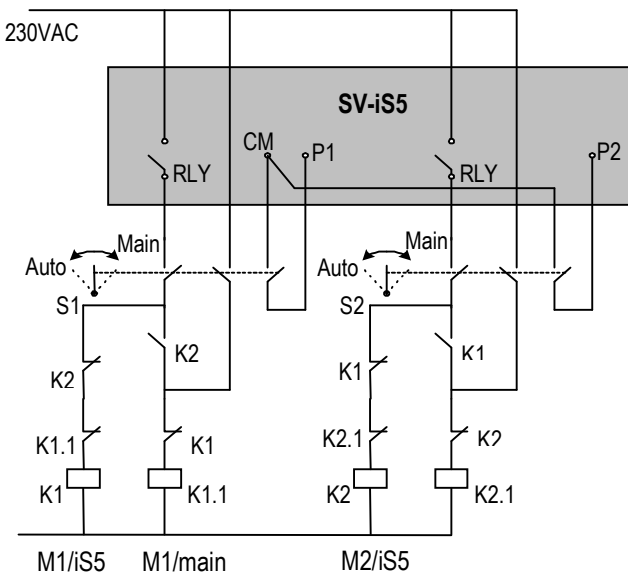 230VAC
SV-iS5
CM
P1
P2
RLY
RLY
Main
Main
Auto
Auto
S1
S2
K2
K1
K2
K1
K1.1
K1
K2.1
K2
K1
K1.1
K2
K2.1
M1/iS5
M1/main
M2/iS5